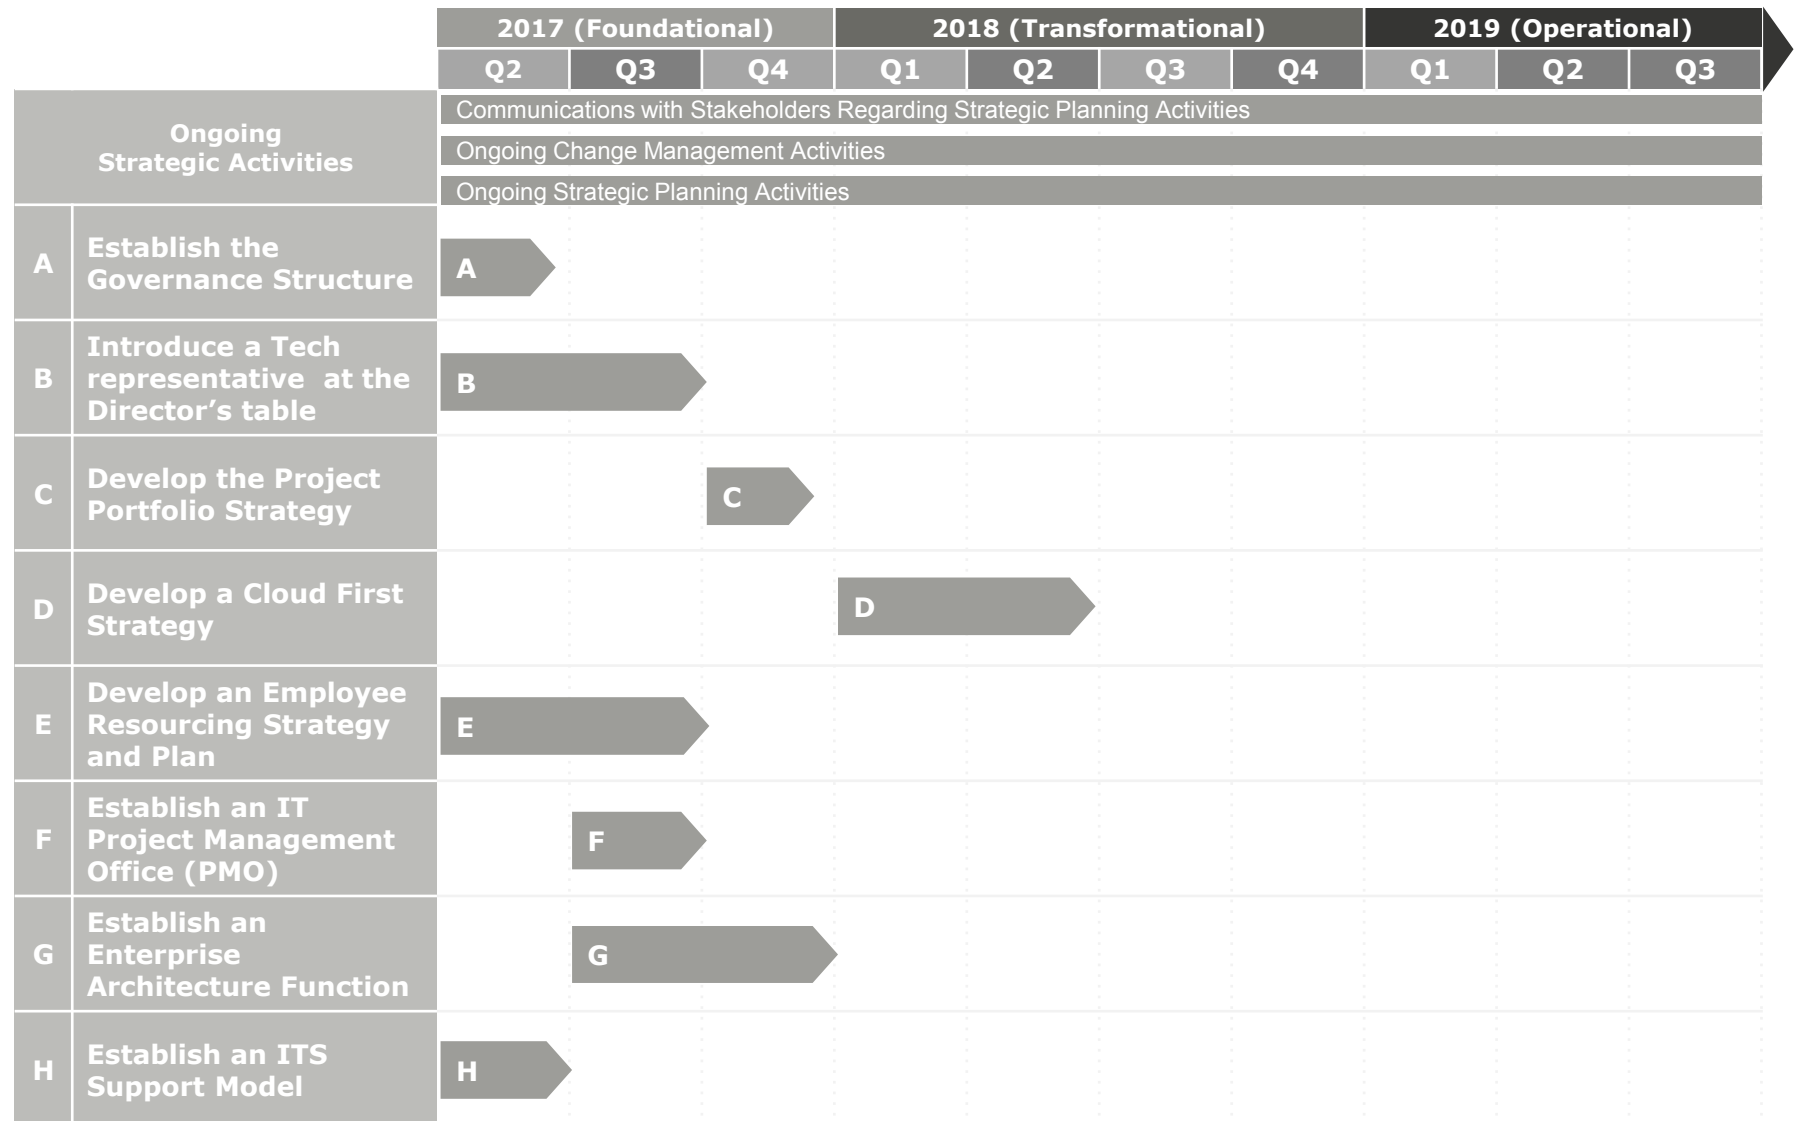 2017 (Foundational) 2018 (Transformational) 2019 (Operational)
Q2 Q3 Q4 Q1 Q2 Q3 Q4 Q1 Q2 Q3
Ongoing
Strategic Activities
Communications with Stakeholders Regarding Strategic Planning Activities
Ongoing Change Management Activities
Ongoing Strategic Planning Activities
A
Establish the
Governance Structure
A
B
Introduce a Tech
representative at the
Director’s table
B
C
Develop the Project
Portfolio Strategy
C
D
Develop a Cloud First
Strategy
D
E
Develop an Employee
Resourcing Strategy
and Plan
E
F
Establish an IT
Project Management
Office (PMO)
F
G
Establish an
Enterprise
Architecture Function
G
H
Establish an ITS
Support Model
H